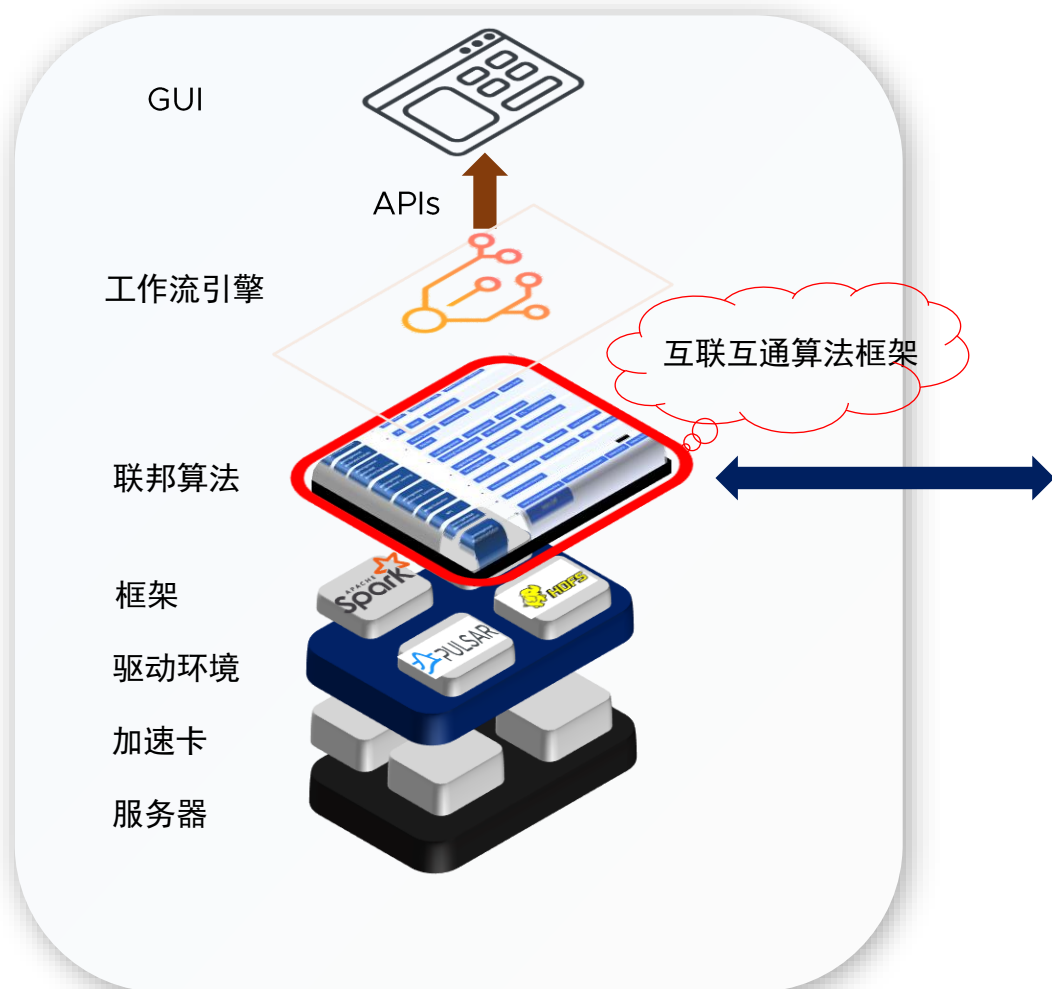 GUI
APIs
工作流引擎
互联互通算法框架
联邦算法
框架
APACHE
Spark
HDFS
PULSAR
驱动环境
加速卡
服务器